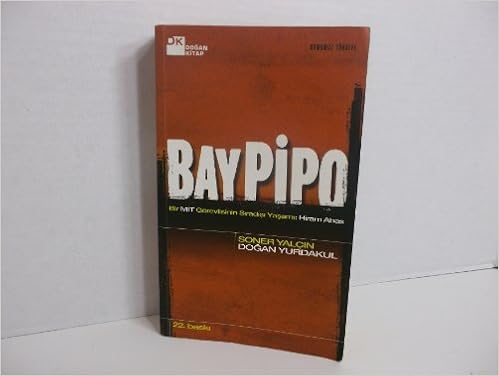 DK
DOĞAN
KİTAP
BAY PİPO
Bir MİT Görevlisinin Sıradışı Yaşamı: Hiram Abas
SONER YALÇIN
DOĞAN YURDAKUL
22. baskı